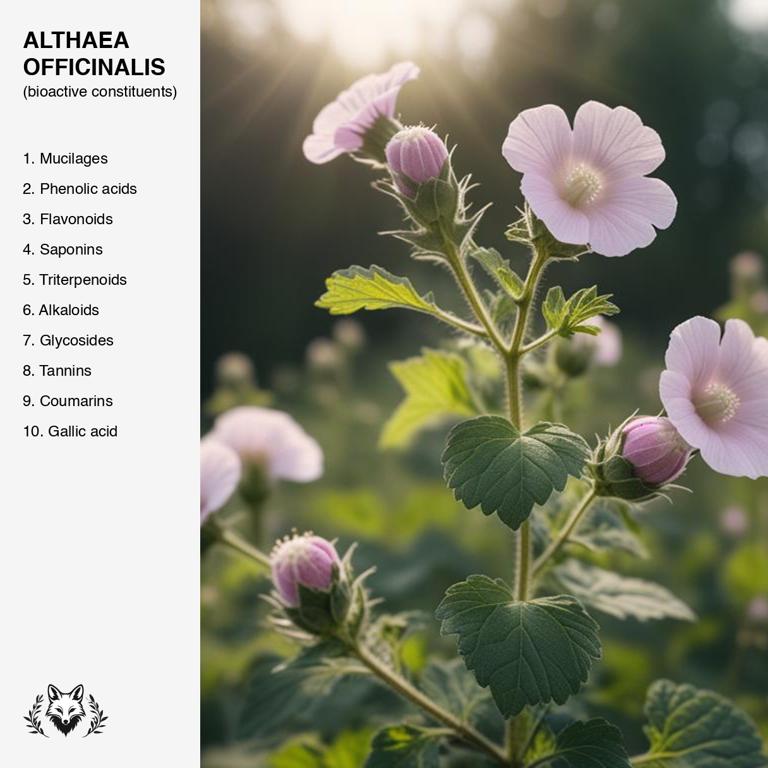 ALTHAEA
OFFICINALIS
(bioactive constituents)
1. Mucilages
2. Phenolic acids
3. Flavonoids
4. Saponins
5. Triterpenoids
6. Alkaloids
7. Glycosides
8. Tannins
9. Coumarins
10. Gallic acid